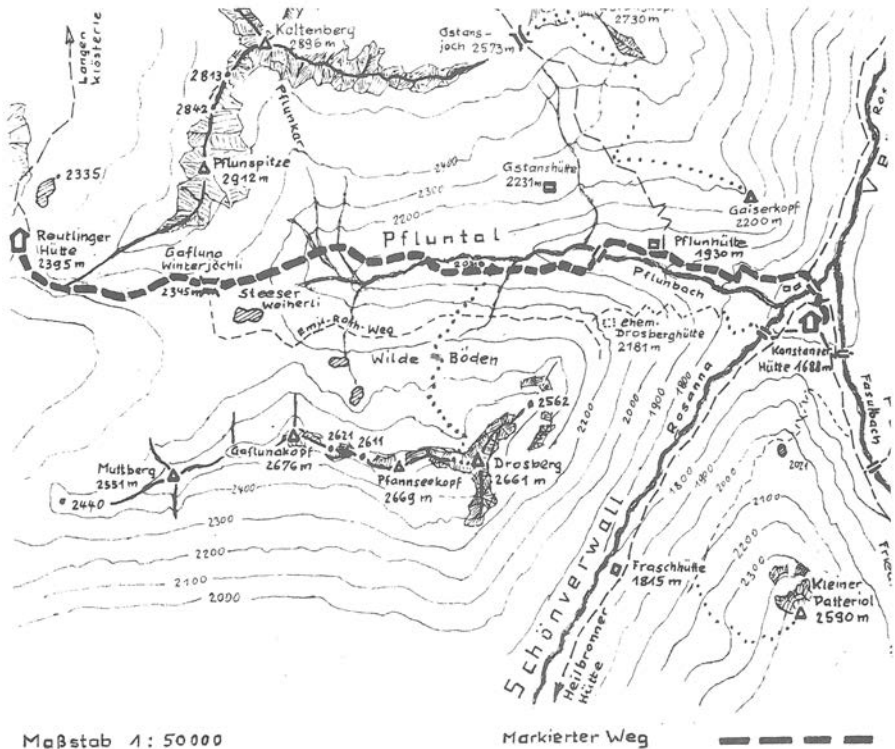 Kaltenberg
2896 m
Gstans-
joch 2573 m
2730 m
Langen
Klösterle
2813
2842
Pflunkar
Pflunspitze
2912 m
2335
2400
2300
2200
Gstanshütte
2231m
Gaiserkopf
2200 m
Reutlinger
Hütte
2395 m
Gafluna
Winterjöchli
2345m
Pfluntal
Pflunhütte
1930 m
Pflunbach
Steeser
Weiherli
Emil-Roth-Weg
ehem.
Drosberghütte
2181 m
Konstanzer
Hütte 1688 m
Wilde Böden
2562
2200
2000
1900
1800
Rosanna
Fasulbach
Gaflunakopf
2676 m
2621
2611
Muttberg
2551 m
Pfannseekopf
2669 m
Drosberg
2661 m
2440
2400
2300
2200
2100
2000
1800
1900
2000
2021
2100
2200
2300
Schönverwall
Fraschhütte
1815 m
Kleiner
Patteriol
2590 m
Heilbronner
Hütte
Maßstab 1:50000
Markierter Weg